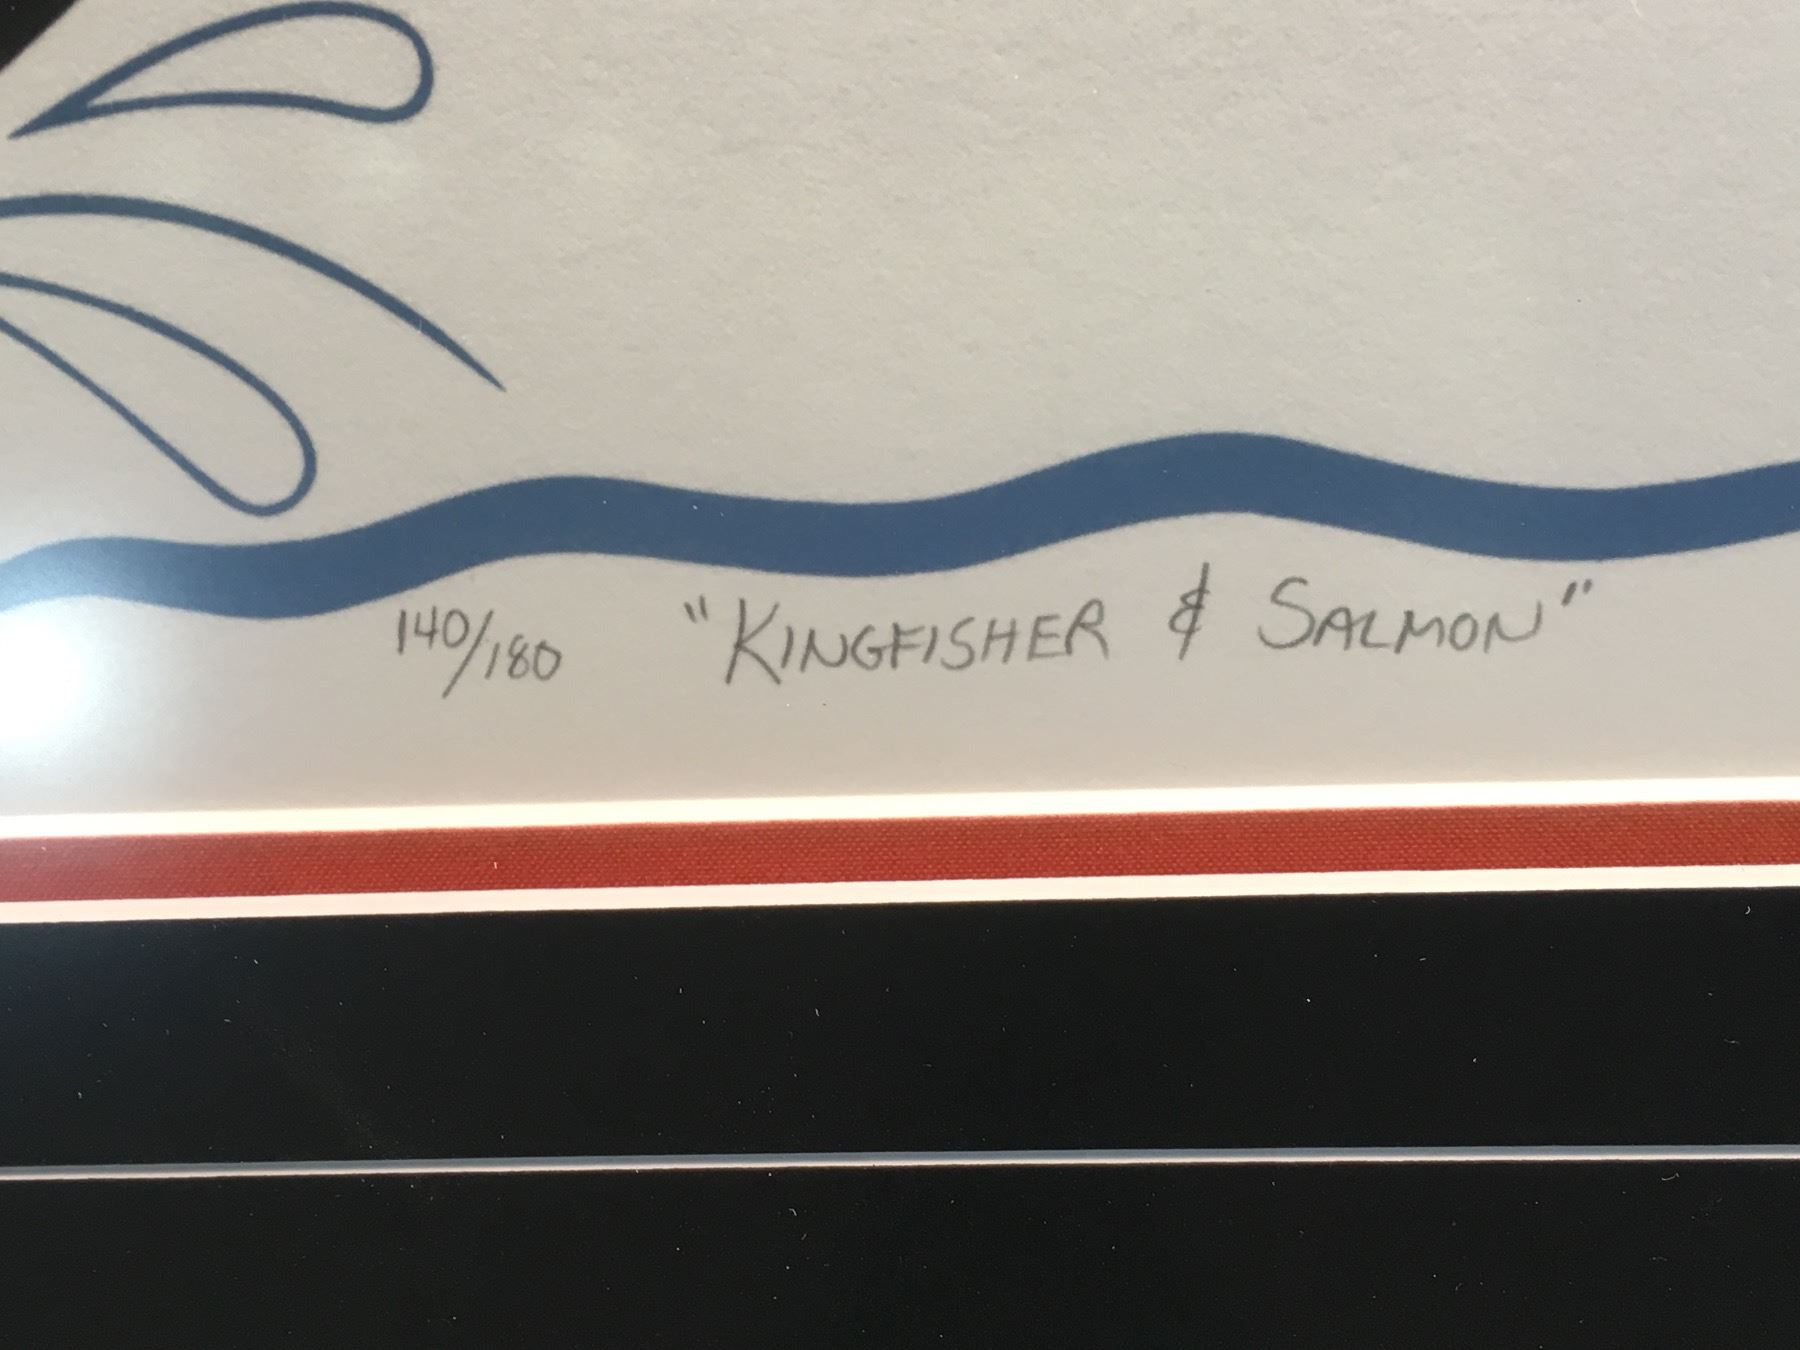 140/180 "KINGFISHER & SALMON"